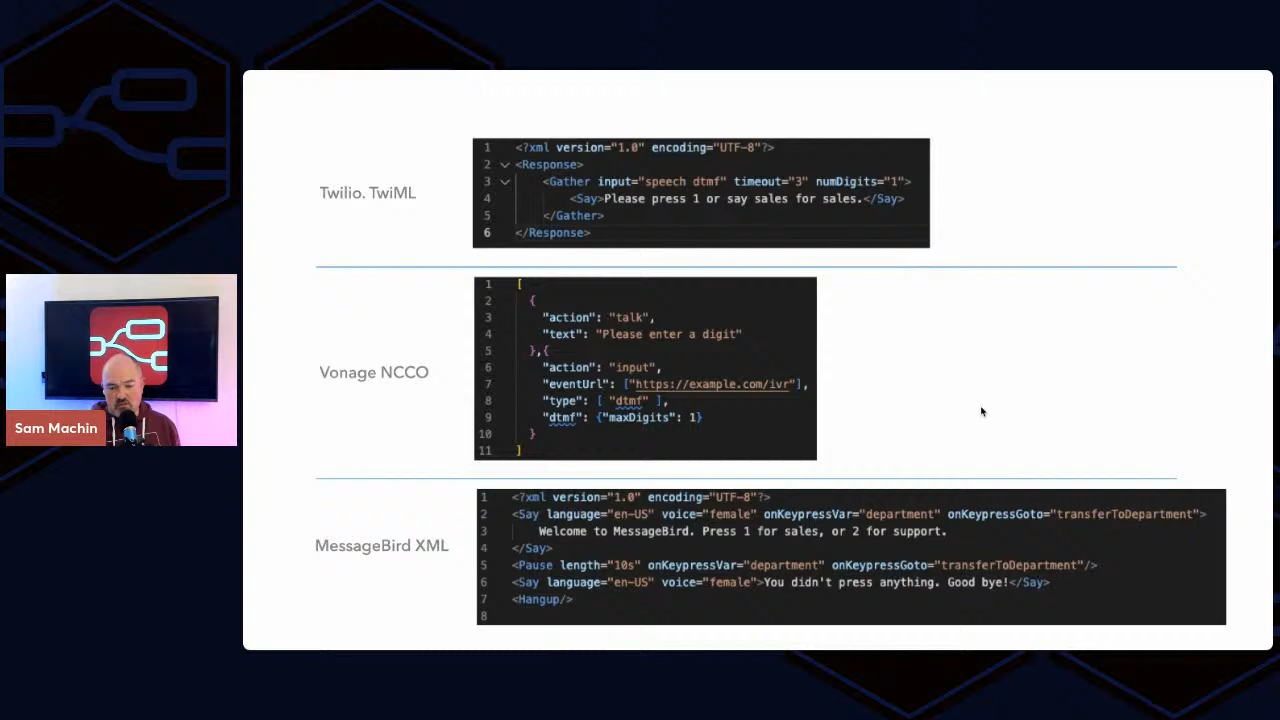 Twilio. TwiML
1 <?xml version="1.0" encoding="UTF-8"?>
2 <Response>
3 <Gather input="speech dtmf" timeout="3" numDigits="1">
4 <Say>Please press 1 or say sales for sales.</Say>
5 </Gather>
6 </Response>
Vonage NCCO
1 [
2 {
3 "action": "talk",
4 "text": "Please enter a digit"
5 },{
6 "action": "input",
7 "eventUrl": ["https://example.com/ivr"],
8 "type": [ "dtmf" ],
9 "dtmf": {"maxDigits": 1}
10 }
11 ]
Sam Machin
MessageBird XML
1 <?xml version="1.0" encoding="UTF-8"?>
2 <Say language="en-US" voice="female" onKeypressVar="department" onKeypressGoto="transferToDepartment">
3 Welcome to MessageBird. Press 1 for sales, or 2 for support.
4 </Say>
5 <Pause length="10s" onKeypressVar="department" onKeypressGoto="transferToDepartment"/>
6 <Say language="en-US" voice="female">You didn't press anything. Good bye!</Say>
7 <Hangup/>
8